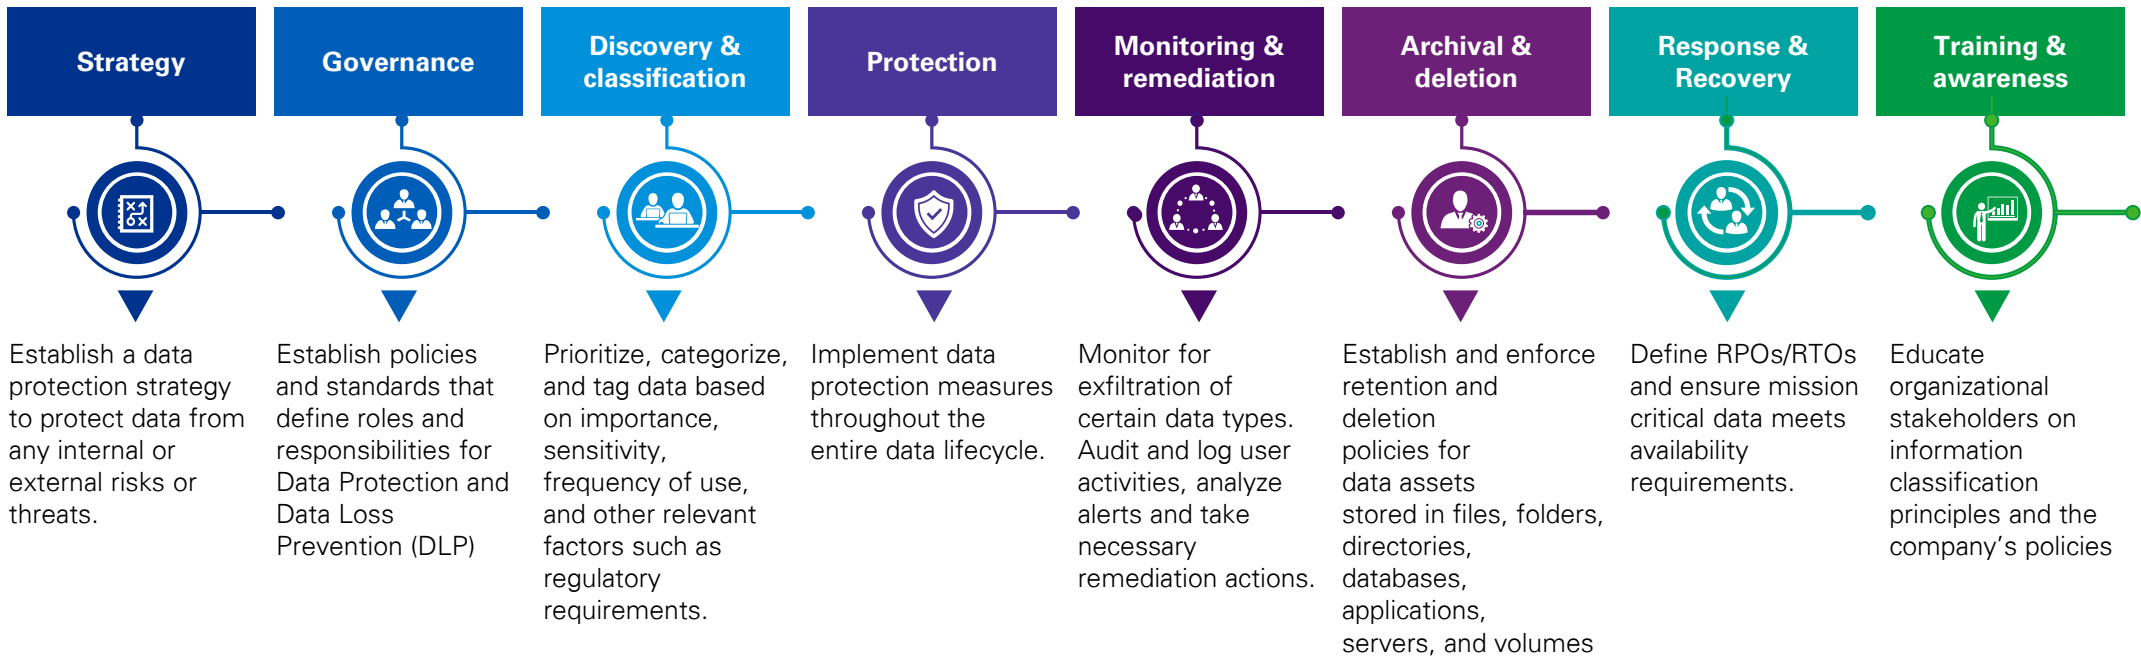 Strategy
Establish a data
protection strategy
to protect data from
any internal or
external risks or
threats.
Governance
Establish policies
and standards that
define roles and
responsibilities for
Data Protection and
Data Loss
Prevention (DLP)
Discovery &
classification
Prioritize, categorize,
and tag data based
on importance,
sensitivity,
frequency of use,
and other relevant
factors such as
regulatory
requirements.
Protection
Implement data
protection measures
throughout the
entire data lifecycle.
Monitoring &
remediation
Monitor for
exfiltration of
certain data types.
Audit and log user
activities, analyze
alerts and take
necessary
remediation actions.
Archival &
deletion
Establish and enforce
retention and
deletion
policies for
data assets
stored in files, folders,
directories,
databases,
applications,
servers, and volumes
Response &
Recovery
Define RPOs/RTOs
and ensure mission
critical data meets
availability
requirements.
Training &
awareness
Educate
organizational
stakeholders on
information
classification
principles and the
company’s policies